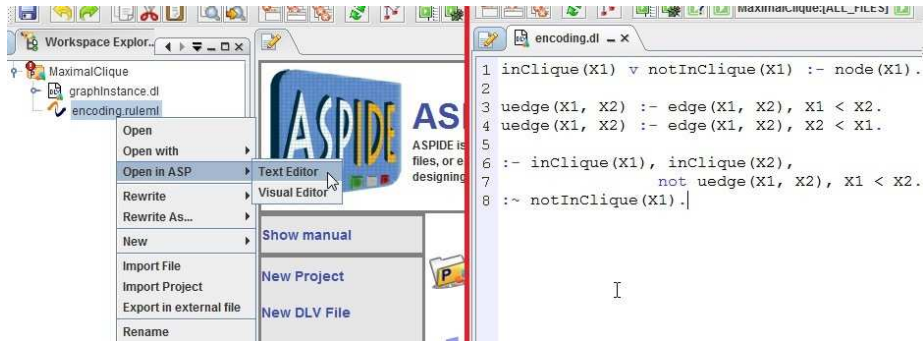 Workspace Explor..
MaximalClique
graphInstance.dl
encoding.ruleml
Open
Open with
Open in ASP
Rewrite
Rewrite As...
New
Import File
Import Project
Export in external file
Rename
Text Editor
Visual Editor
ASPIDE
ASPIDE is
files, or e
designing
Show manual
New Project
New DLV File
P
MaximalClique:[ALL_FILES]
encoding.dl
1 inClique(X1) v notInClique(X1) :- node(X1).
2
3 uedge(X1, X2) :- edge(X1, X2), X1 < X2.
4 uedge(X1, X2) :- edge(X1, X2), X2 < X1.
5
6 :- inClique(X1), inClique(X2),
7 not uedge(X1, X2), X1 < X2.
8 :~ notInClique(X1).